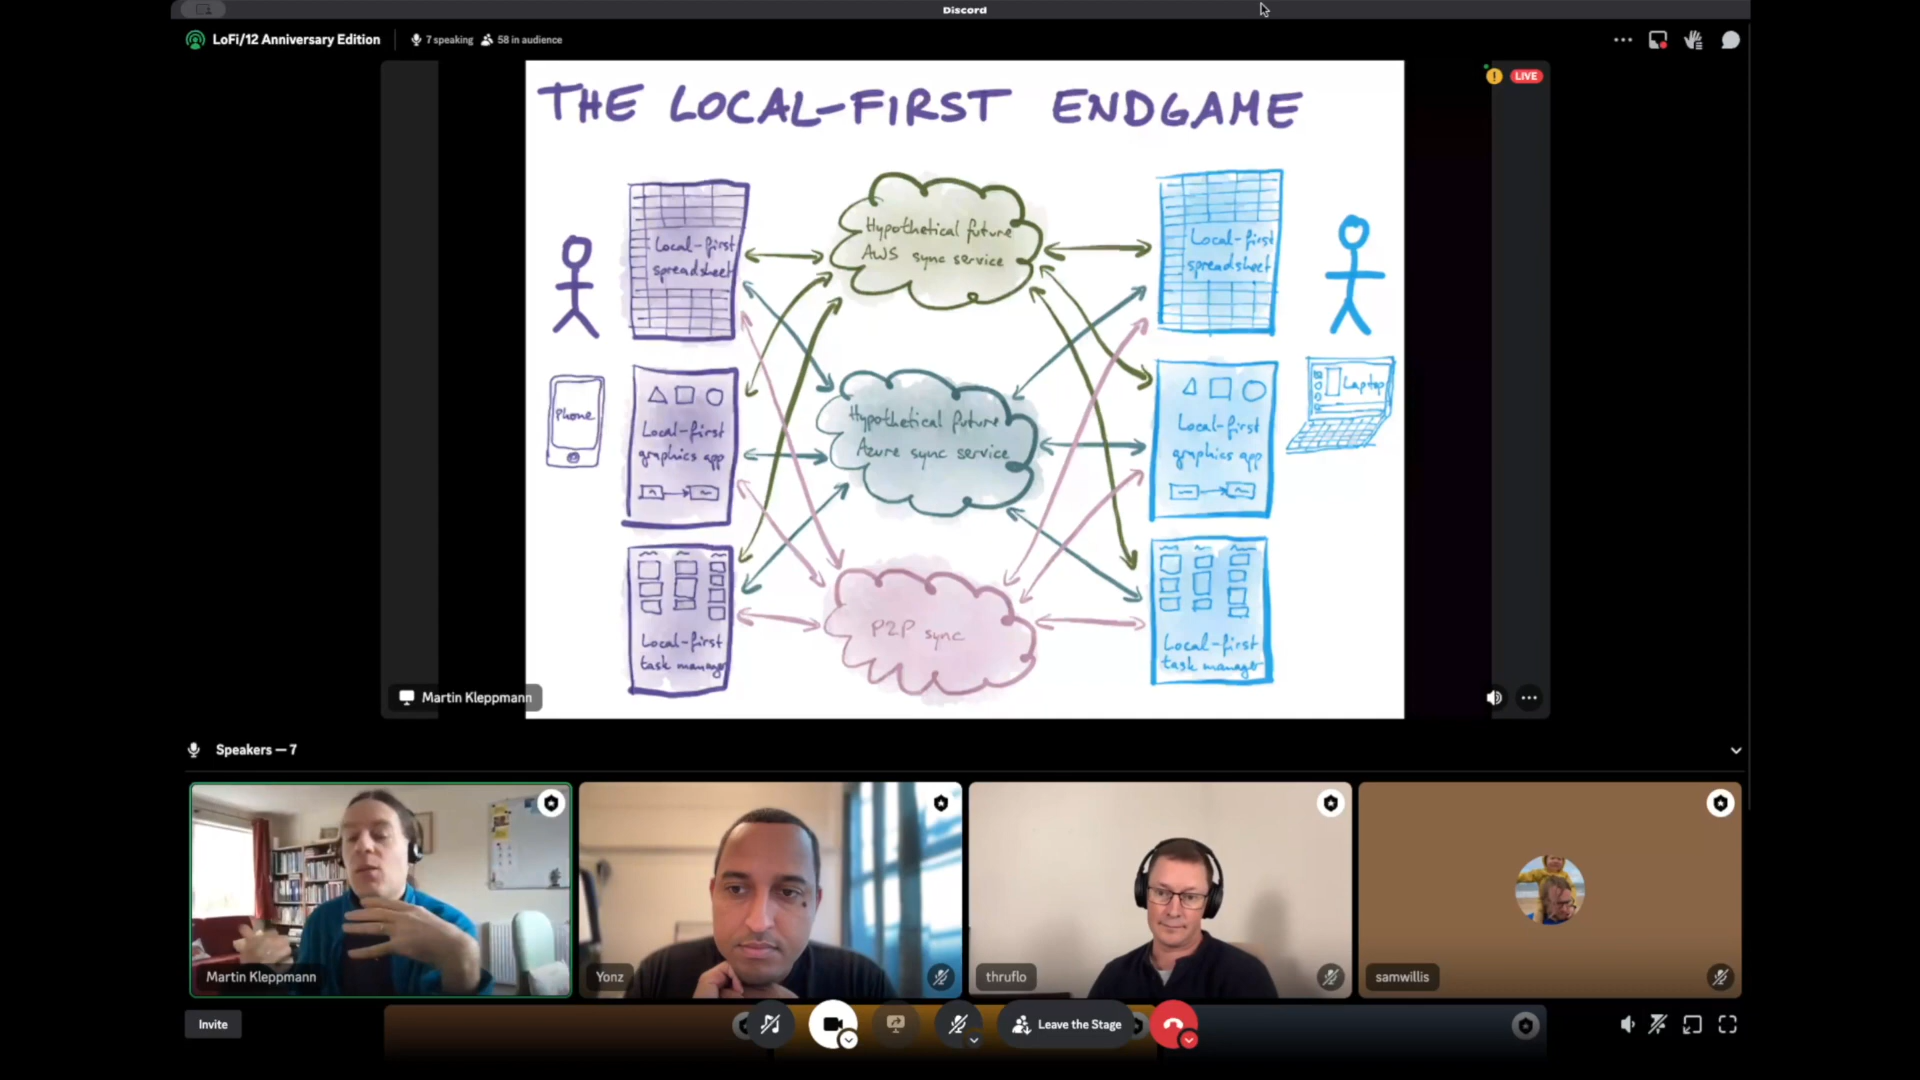 Discord
LoFi/12 Anniversary Edition
7 speaking
58 in audience
LIVE
THE LOCAL-FIRST ENDGAME
Local-first
spreadsheet
Hypothetical future
AWS sync service
Local-first
spreadsheet
Phone
Local-first
graphics app
Hypothetical future
Azure sync service
Local-first
graphics app
Laptop
Local-first
task manager
P2P sync
Local-first
task manager
Martin Kleppmann
Speakers — 7
Martin Kleppmann
Yonz
thruflo
samwillis
Invite
Leave the Stage